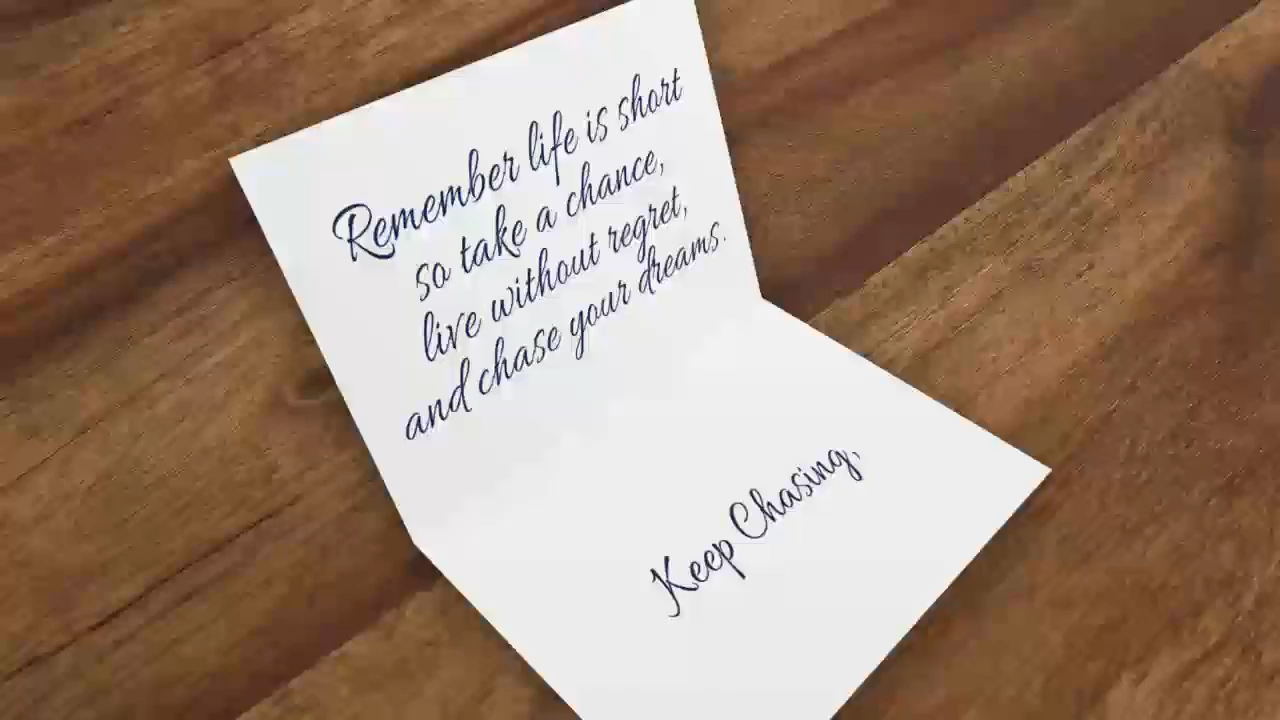 Remember life is short
so take a chance,
live without regret,
and chase your dreams.
Keep Chasing,